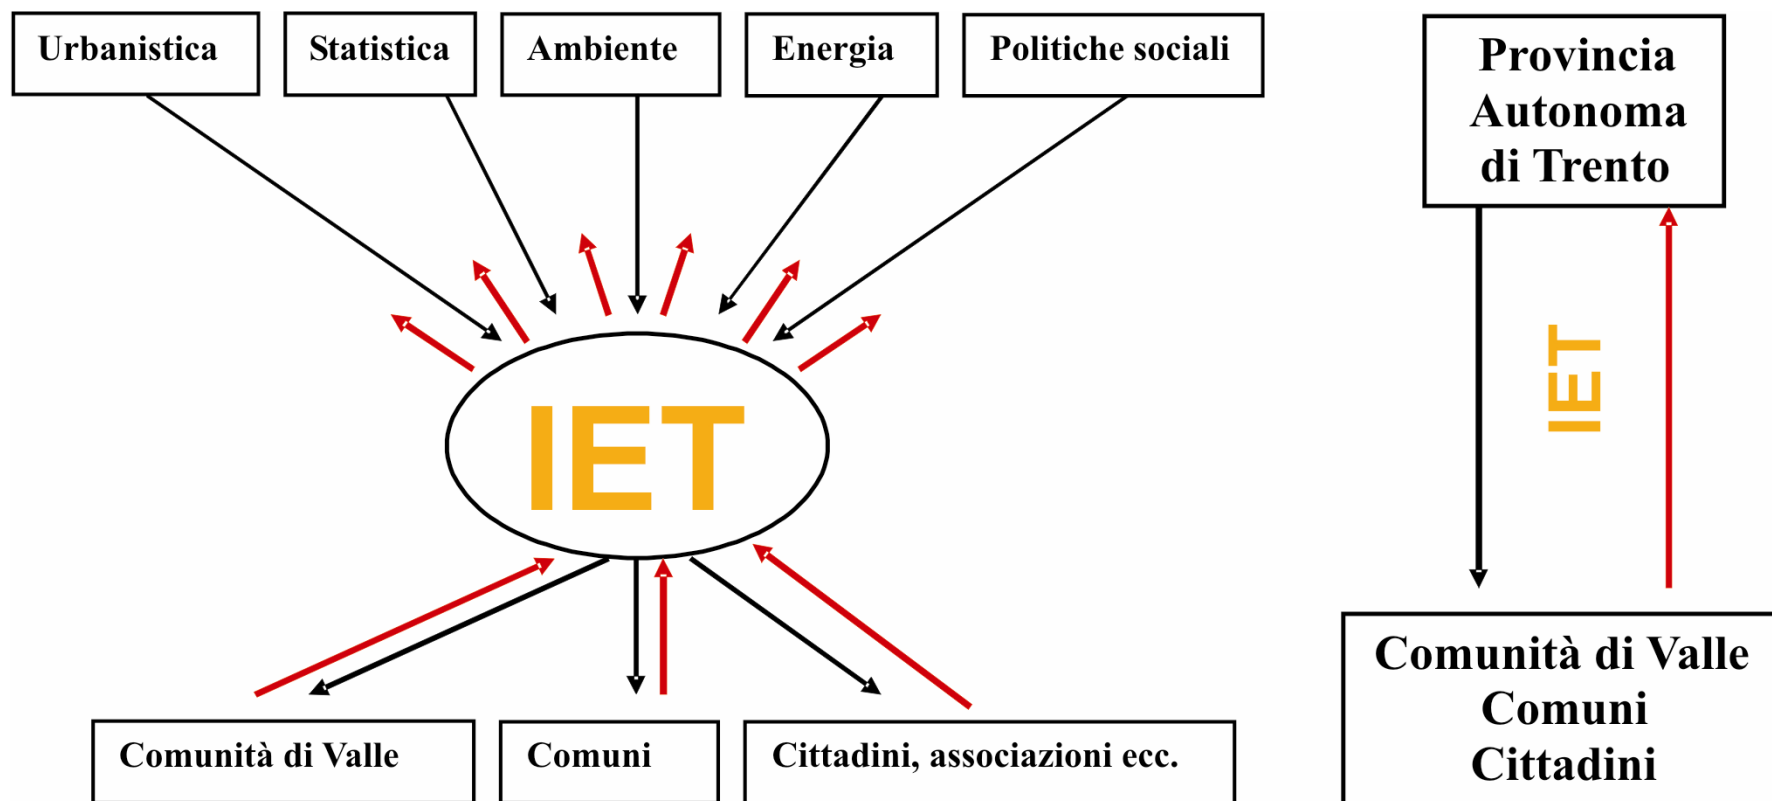 Urbanistica
Statistica
Ambiente
Energia
Politiche sociali
IET
Comunità di Valle
Comuni
Cittadini, associazioni ecc.
Provincia
Autonoma
di Trento
IET
Comunità di Valle
Comuni
Cittadini